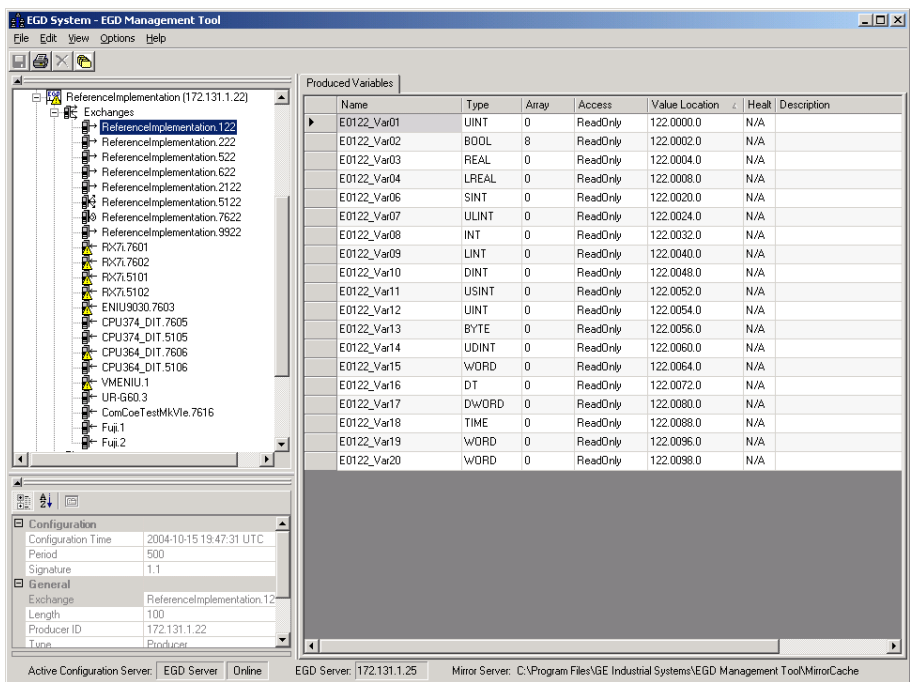 EGD System - EGD Management Tool
File Edit View Options Help
ReferenceImplementation (172.131.1.22)
Exchanges
ReferenceImplementation.122
ReferenceImplementation.222
ReferenceImplementation.522
ReferenceImplementation.622
ReferenceImplementation.2122
ReferenceImplementation.5122
ReferenceImplementation.7622
ReferenceImplementation.9922
RX7i.7601
RX7i.7602
RX7i.5101
RX7i.5102
ENIU9030.7603
CPU374_DIT.7605
CPU374_DIT.5105
CPU364_DIT.7606
CPU364_DIT.5106
VMENIU.1
UR-G60.3
ComCoeTestMkVIe.7616
Fuji.1
Fuji.2
Configuration
Configuration Time 2004-10-15 19:47:31 UTC
Period 500
Signature 1.1
General
Exchange ReferenceImplementation.12
Length 100
Producer ID 172.131.1.22
Type Producer
Produced Variables
Name Type Array Access Value Location Healt Description
E0122_Var01 UINT 0 ReadOnly 122.0000.0 N/A
E0122_Var02 BOOL 8 ReadOnly 122.0002.0 N/A
E0122_Var03 REAL 0 ReadOnly 122.0004.0 N/A
E0122_Var04 LREAL 0 ReadOnly 122.0008.0 N/A
E0122_Var06 SINT 0 ReadOnly 122.0020.0 N/A
E0122_Var07 ULINT 0 ReadOnly 122.0024.0 N/A
E0122_Var08 INT 0 ReadOnly 122.0032.0 N/A
E0122_Var09 LINT 0 ReadOnly 122.0040.0 N/A
E0122_Var10 DINT 0 ReadOnly 122.0048.0 N/A
E0122_Var11 USINT 0 ReadOnly 122.0052.0 N/A
E0122_Var12 UINT 0 ReadOnly 122.0054.0 N/A
E0122_Var13 BYTE 0 ReadOnly 122.0056.0 N/A
E0122_Var14 UDINT 0 ReadOnly 122.0060.0 N/A
E0122_Var15 WORD 0 ReadOnly 122.0064.0 N/A
E0122_Var16 DT 0 ReadOnly 122.0072.0 N/A
E0122_Var17 DWORD 0 ReadOnly 122.0080.0 N/A
E0122_Var18 TIME 0 ReadOnly 122.0088.0 N/A
E0122_Var19 WORD 0 ReadOnly 122.0096.0 N/A
E0122_Var20 WORD 0 ReadOnly 122.0098.0 N/A
Active Configuration Server: EGD Server Online EGD Server: 172.131.1.25 Mirror Server: C:\Program Files\GE Industrial Systems\EGD Management Tool\MirrorCache